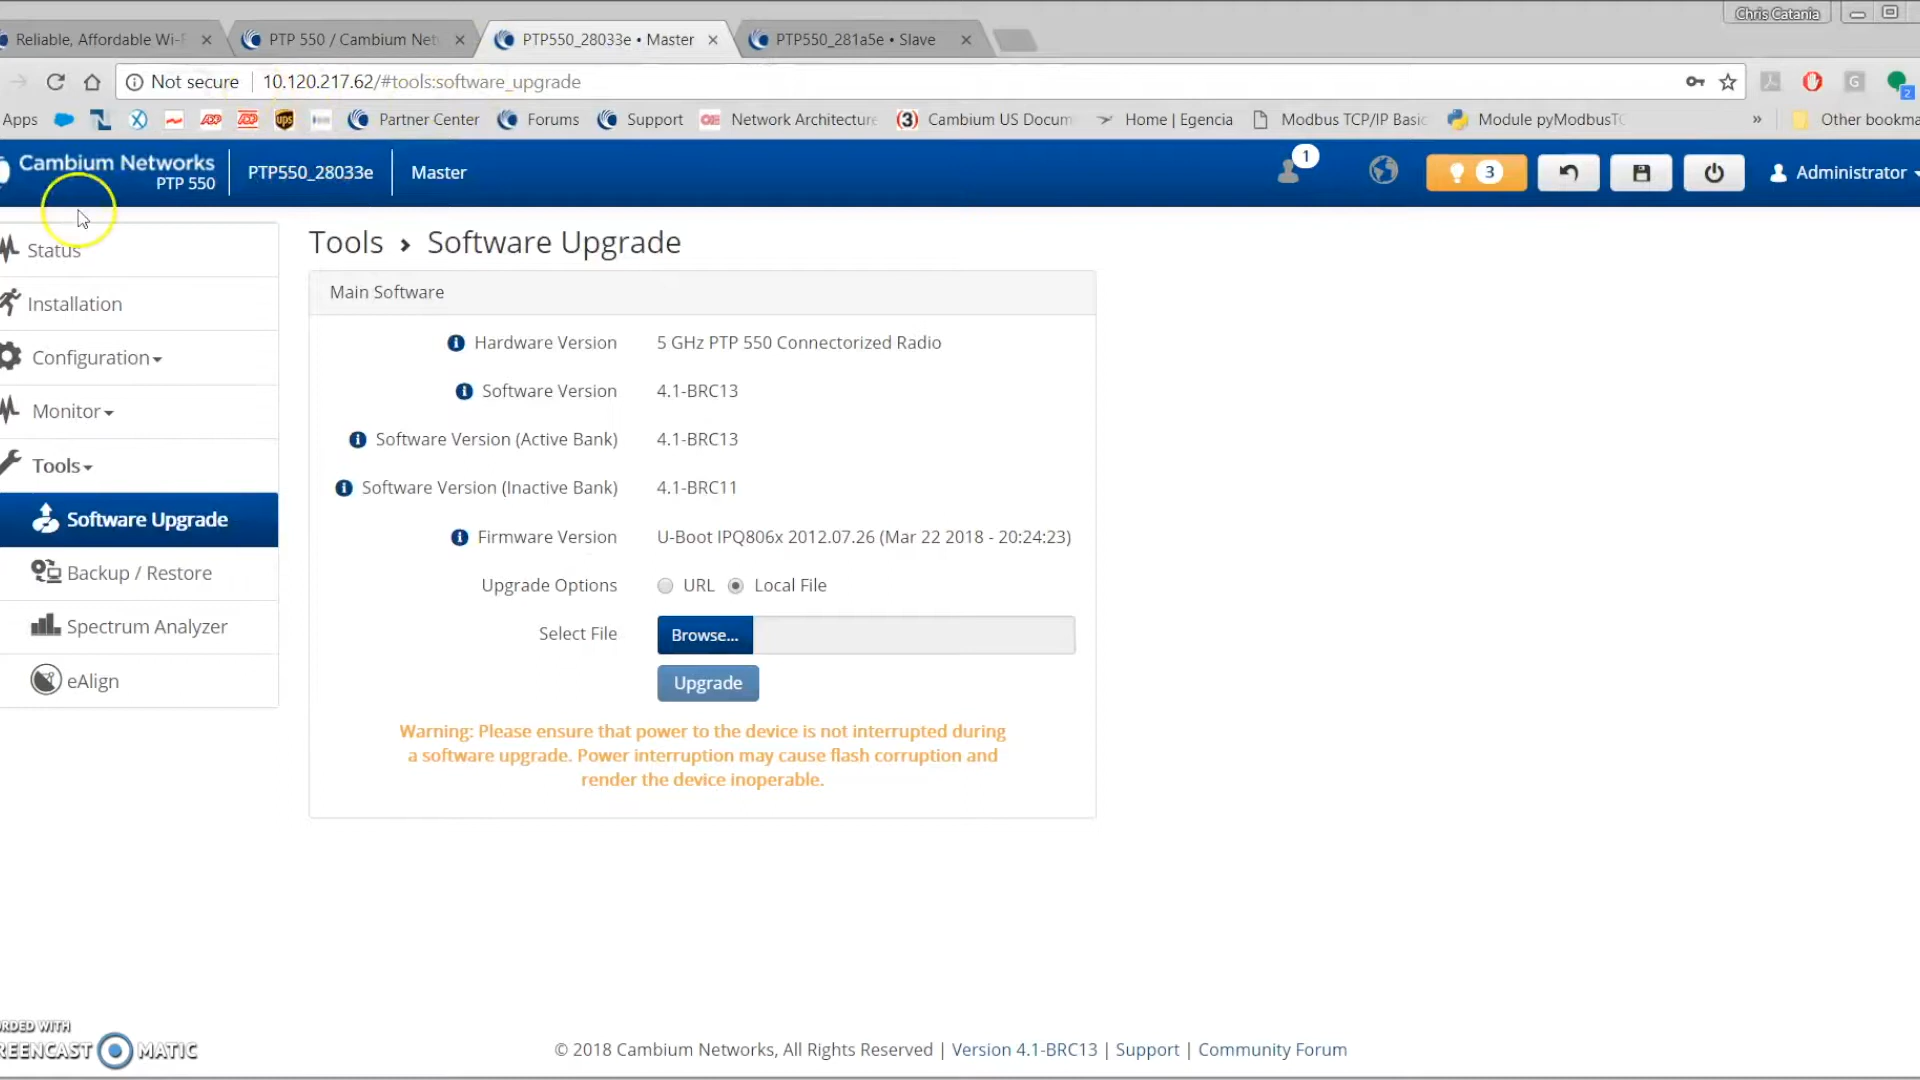 Chris Catania
Reliable, Affordable Wi-F
PTP 550 / Cambium Net
PTP550_28033e • Master
PTP550_281a5e • Slave
Not secure
10.120.217.62/#tools:software_upgrade
Apps
Partner Center
Forums
Support
Network Architecture
Cambium US Docum
Home | Egencia
Modbus TCP/IP Basic
Module pyModbusTC
»
Other bookma
Cambium Networks
PTP 550
PTP550_28033e
Master
1
3
Administrator
Status
Installation
Configuration
Monitor
Tools
Software Upgrade
Backup / Restore
Spectrum Analyzer
eAlign
Tools > Software Upgrade
Main Software
Hardware Version 5 GHz PTP 550 Connectorized Radio
Software Version 4.1-BRC13
Software Version (Active Bank) 4.1-BRC13
Software Version (Inactive Bank) 4.1-BRC11
Firmware Version U-Boot IPQ806x 2012.07.26 (Mar 22 2018 - 20:24:23)
Upgrade Options URL Local File
Select File Browse...
Upgrade
Warning: Please ensure that power to the device is not interrupted during
a software upgrade. Power interruption may cause flash corruption and
render the device inoperable.
ORDED WITH
REENCAST MATIC
© 2018 Cambium Networks, All Rights Reserved | Version 4.1-BRC13 | Support | Community Forum